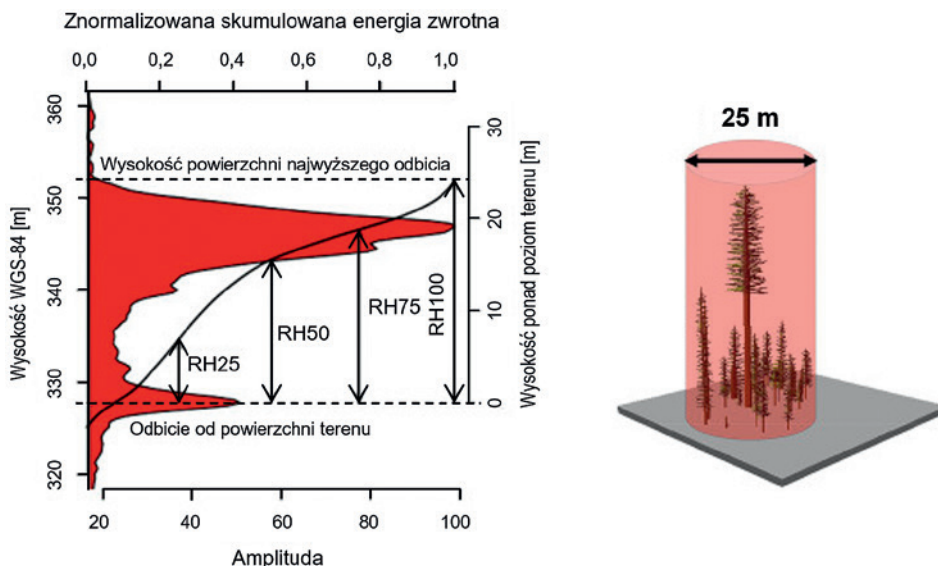 Znormalizowana skumulowana energia zwrotna
0,0 0,2 0,4 0,6 0,8 1,0
Wysokość WGS-84 [m]
360
350
340
330
320
Wysokość powierzchni najwyższego odbicia
RH25
RH50
RH75
RH100
Odbicie od powierzchni terenu
30
20
10
0
Wysokość ponad poziom terenu [m]
20 40 60 80 100
Amplituda
25 m